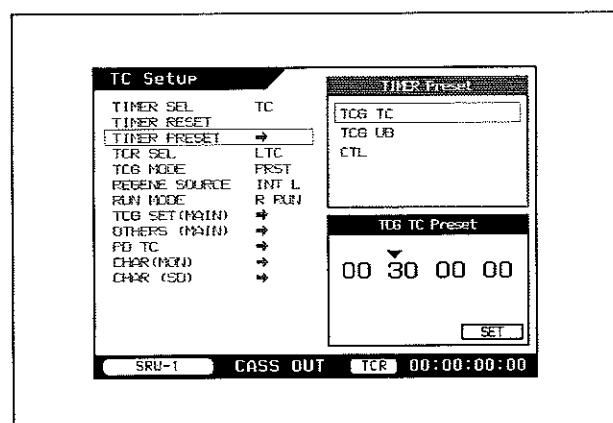 TC Setup
TIMER SEL TC
TIMER RESET
TIMER PRESET ➔
TCR SEL LTC
TCG MODE PRST
REGENE SOURCE INT L
RUN MODE R RUN
TCG SET(MAIN) ➔
OTHERS (MAIN) ➔
PD TC ➔
CHAR(MON) ➔
CHAR (SD) ➔
TIMER Preset
TCG TC
TCG UB
CTL
TCG TC Preset
00 30 00 00
SET
SRW-1 CASS OUT TCR 00:00:00:00